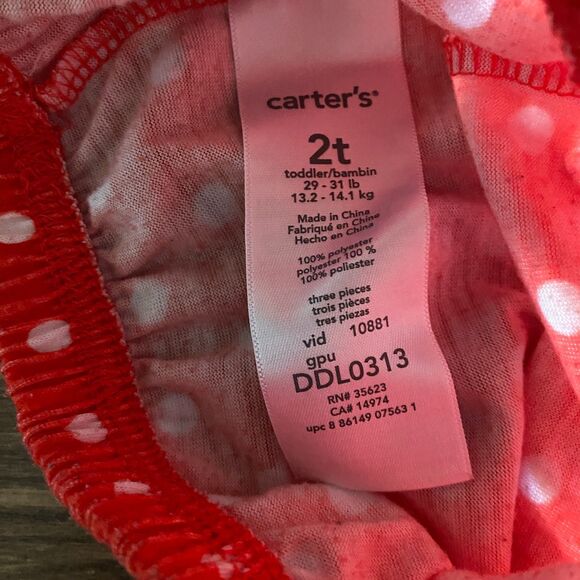 carter's®
2t
toddler/bambin
29 - 31 lb
13.2 - 14.1 kg
Made in China
Fabriqué en China
Hecho en China
100% polyester
polyester 100 %
100% poliester
three pieces
trois pièces
tres piezas
vid 10881
gpu
DDL0313
RN# 35623
CA# 14974
upc 8 86149 07563 1